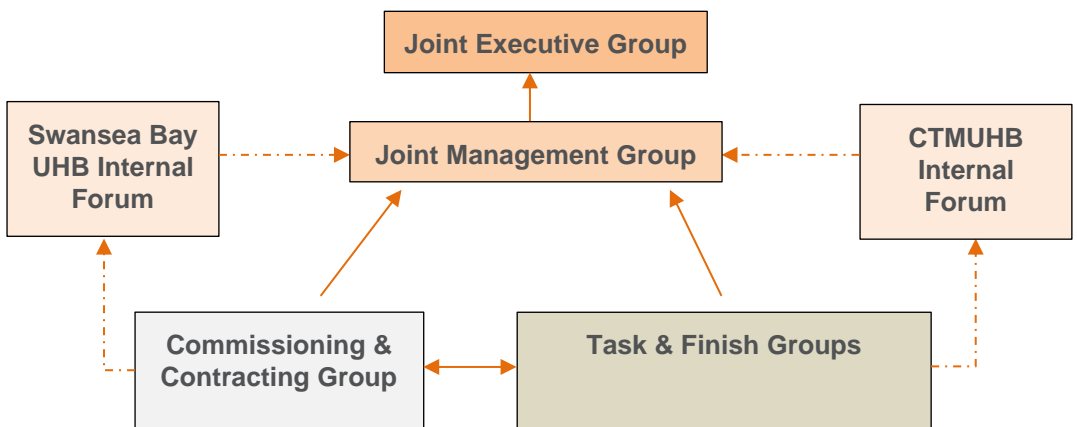 Joint Executive Group
Swansea Bay
UHB Internal
Forum
Joint Management Group
CTMUHB
Internal
Forum
Commissioning &
Contracting Group
Task & Finish Groups